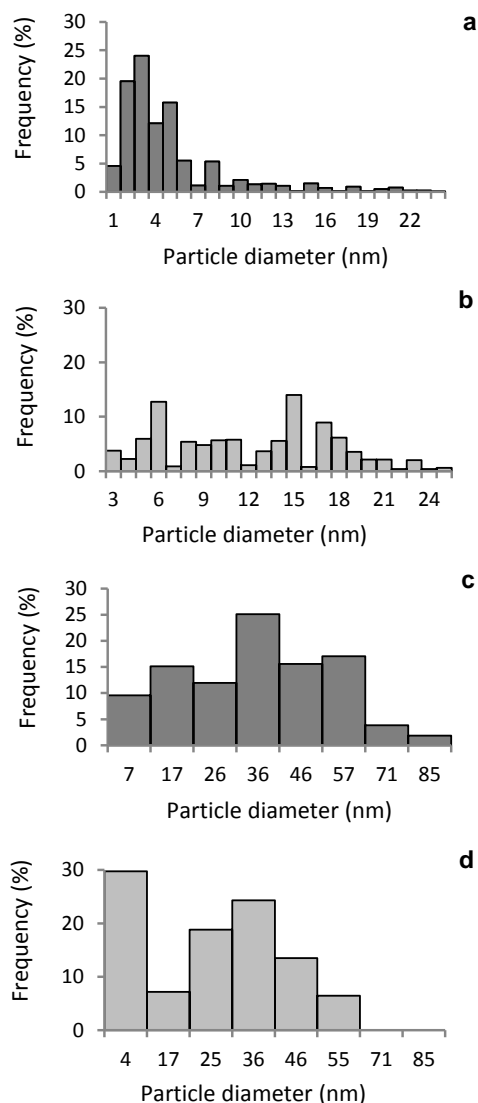 a
Frequency (%)
30
25
20
15
10
5
0
1 4 7 10 13 16 19 22
Particle diameter (nm)
b
Frequency (%)
30
20
10
0
3 6 9 12 15 18 21 24
Particle diameter (nm)
c
Frequency (%)
30
25
20
15
10
5
0
7 17 26 36 46 57 71 85
Particle diameter (nm)
d
Frequency (%)
30
20
10
0
4 17 25 36 46 55 71 85
Particle diameter (nm)